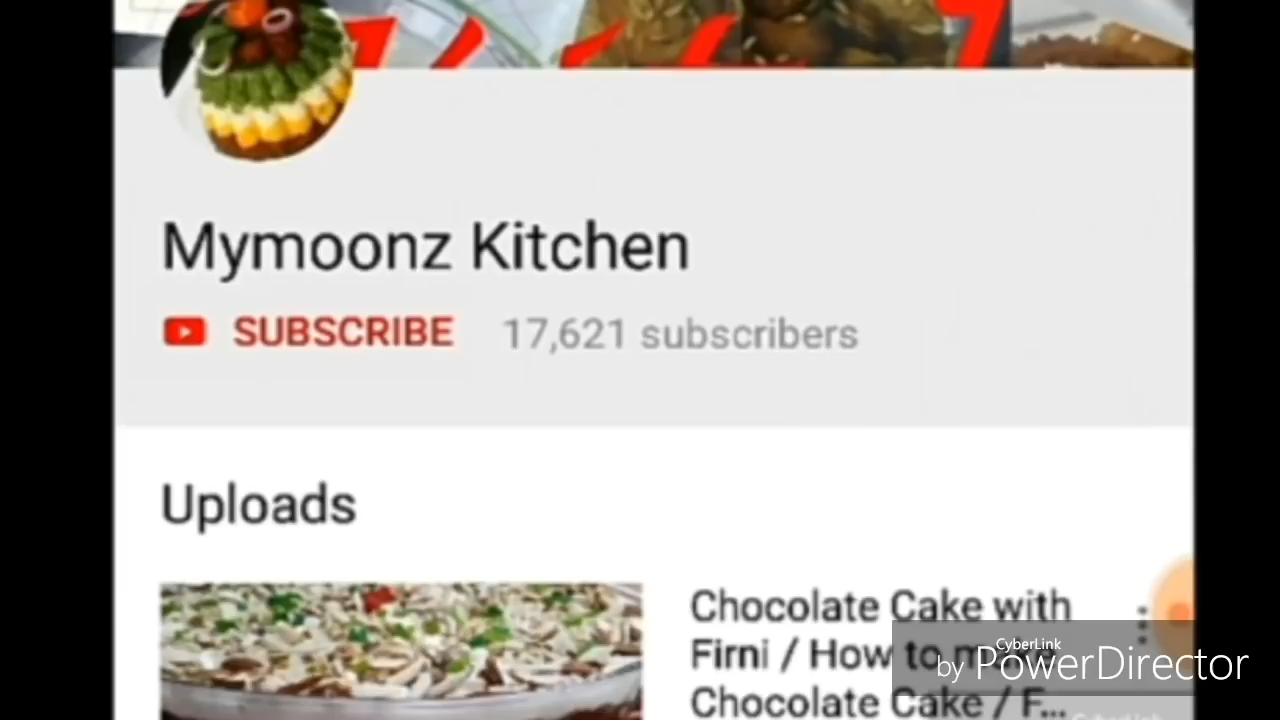 Mymoonz Kitchen
SUBSCRIBE 17,621 subscribers
Uploads
Chocolate Cake with
Firni / How to
Chocolate Cake / F...
CyberLink
by PowerDirector